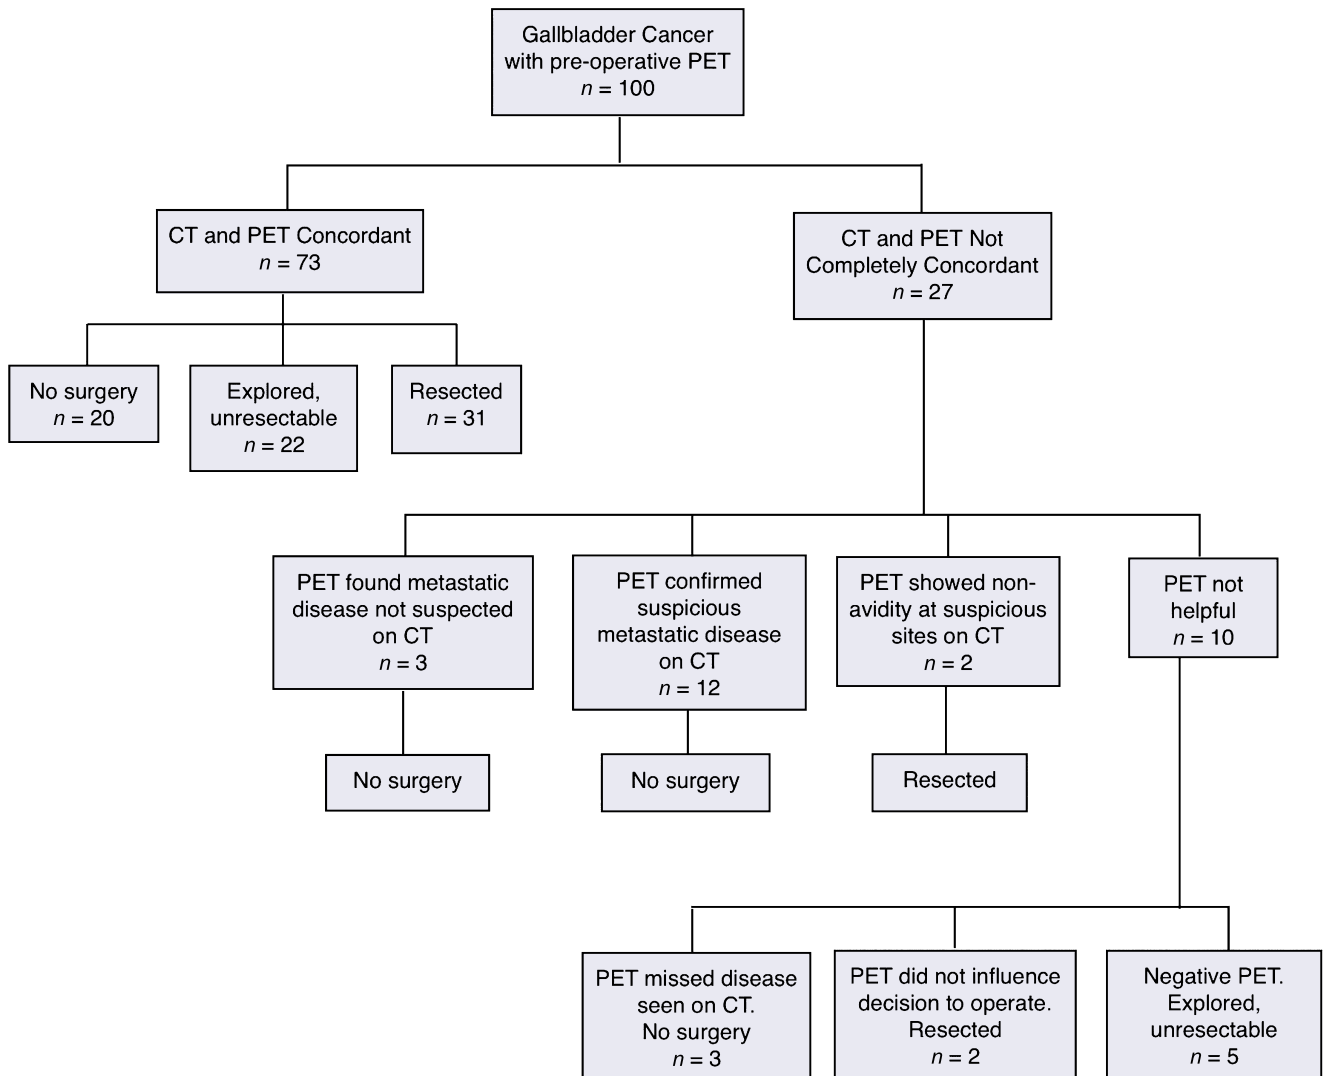 Gallbladder Cancer
with pre-operative PET
n = 100
CT and PET Concordant
n = 73
CT and PET Not
Completely Concordant
n = 27
No surgery
n = 20
Explored,
unresectable
n = 22
Resected
n = 31
PET found metastatic
disease not suspected
on CT
n = 3
PET confirmed
suspicious
metastatic disease
on CT
n = 12
PET showed non-
avidity at suspicious
sites on CT
n = 2
PET not
helpful
n = 10
No surgery
No surgery
Resected
PET missed disease
seen on CT.
No surgery
n = 3
PET did not influence
decision to operate.
Resected
n = 2
Negative PET.
Explored,
unresectable
n = 5